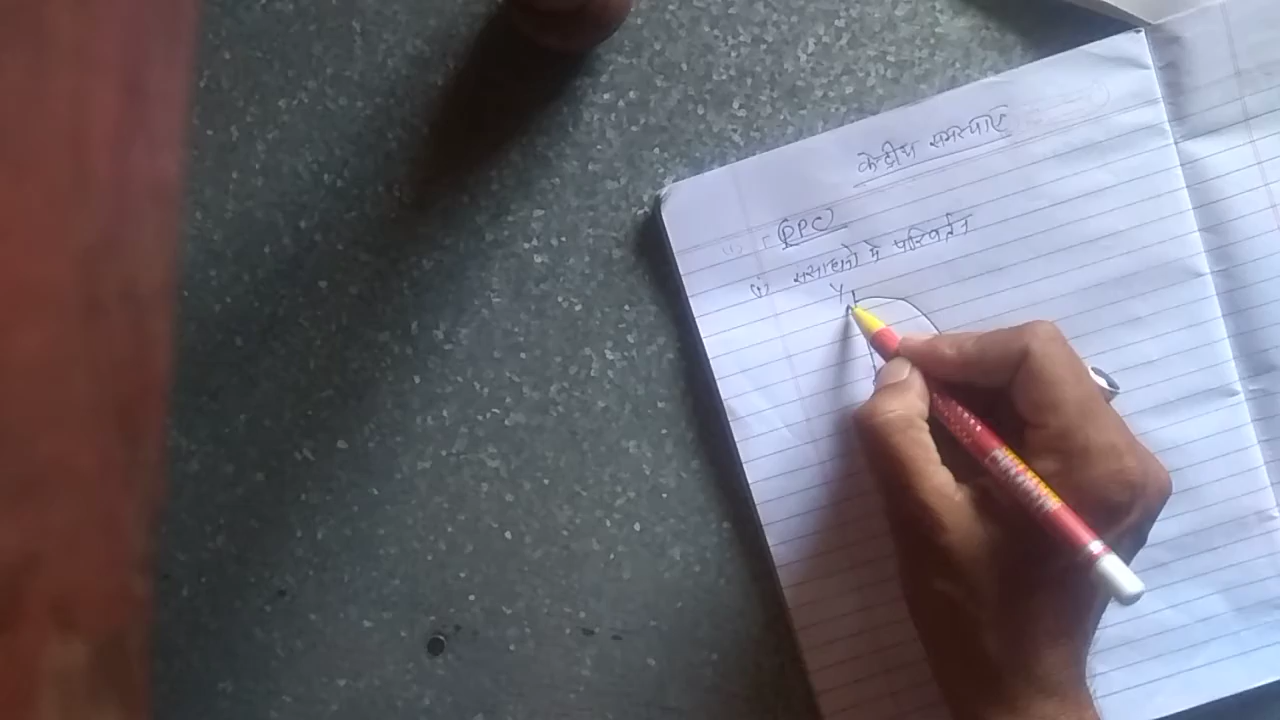 केद्रीय समस्याए
(PPC)
(i) संसाधनो मे परिवर्तन
Y